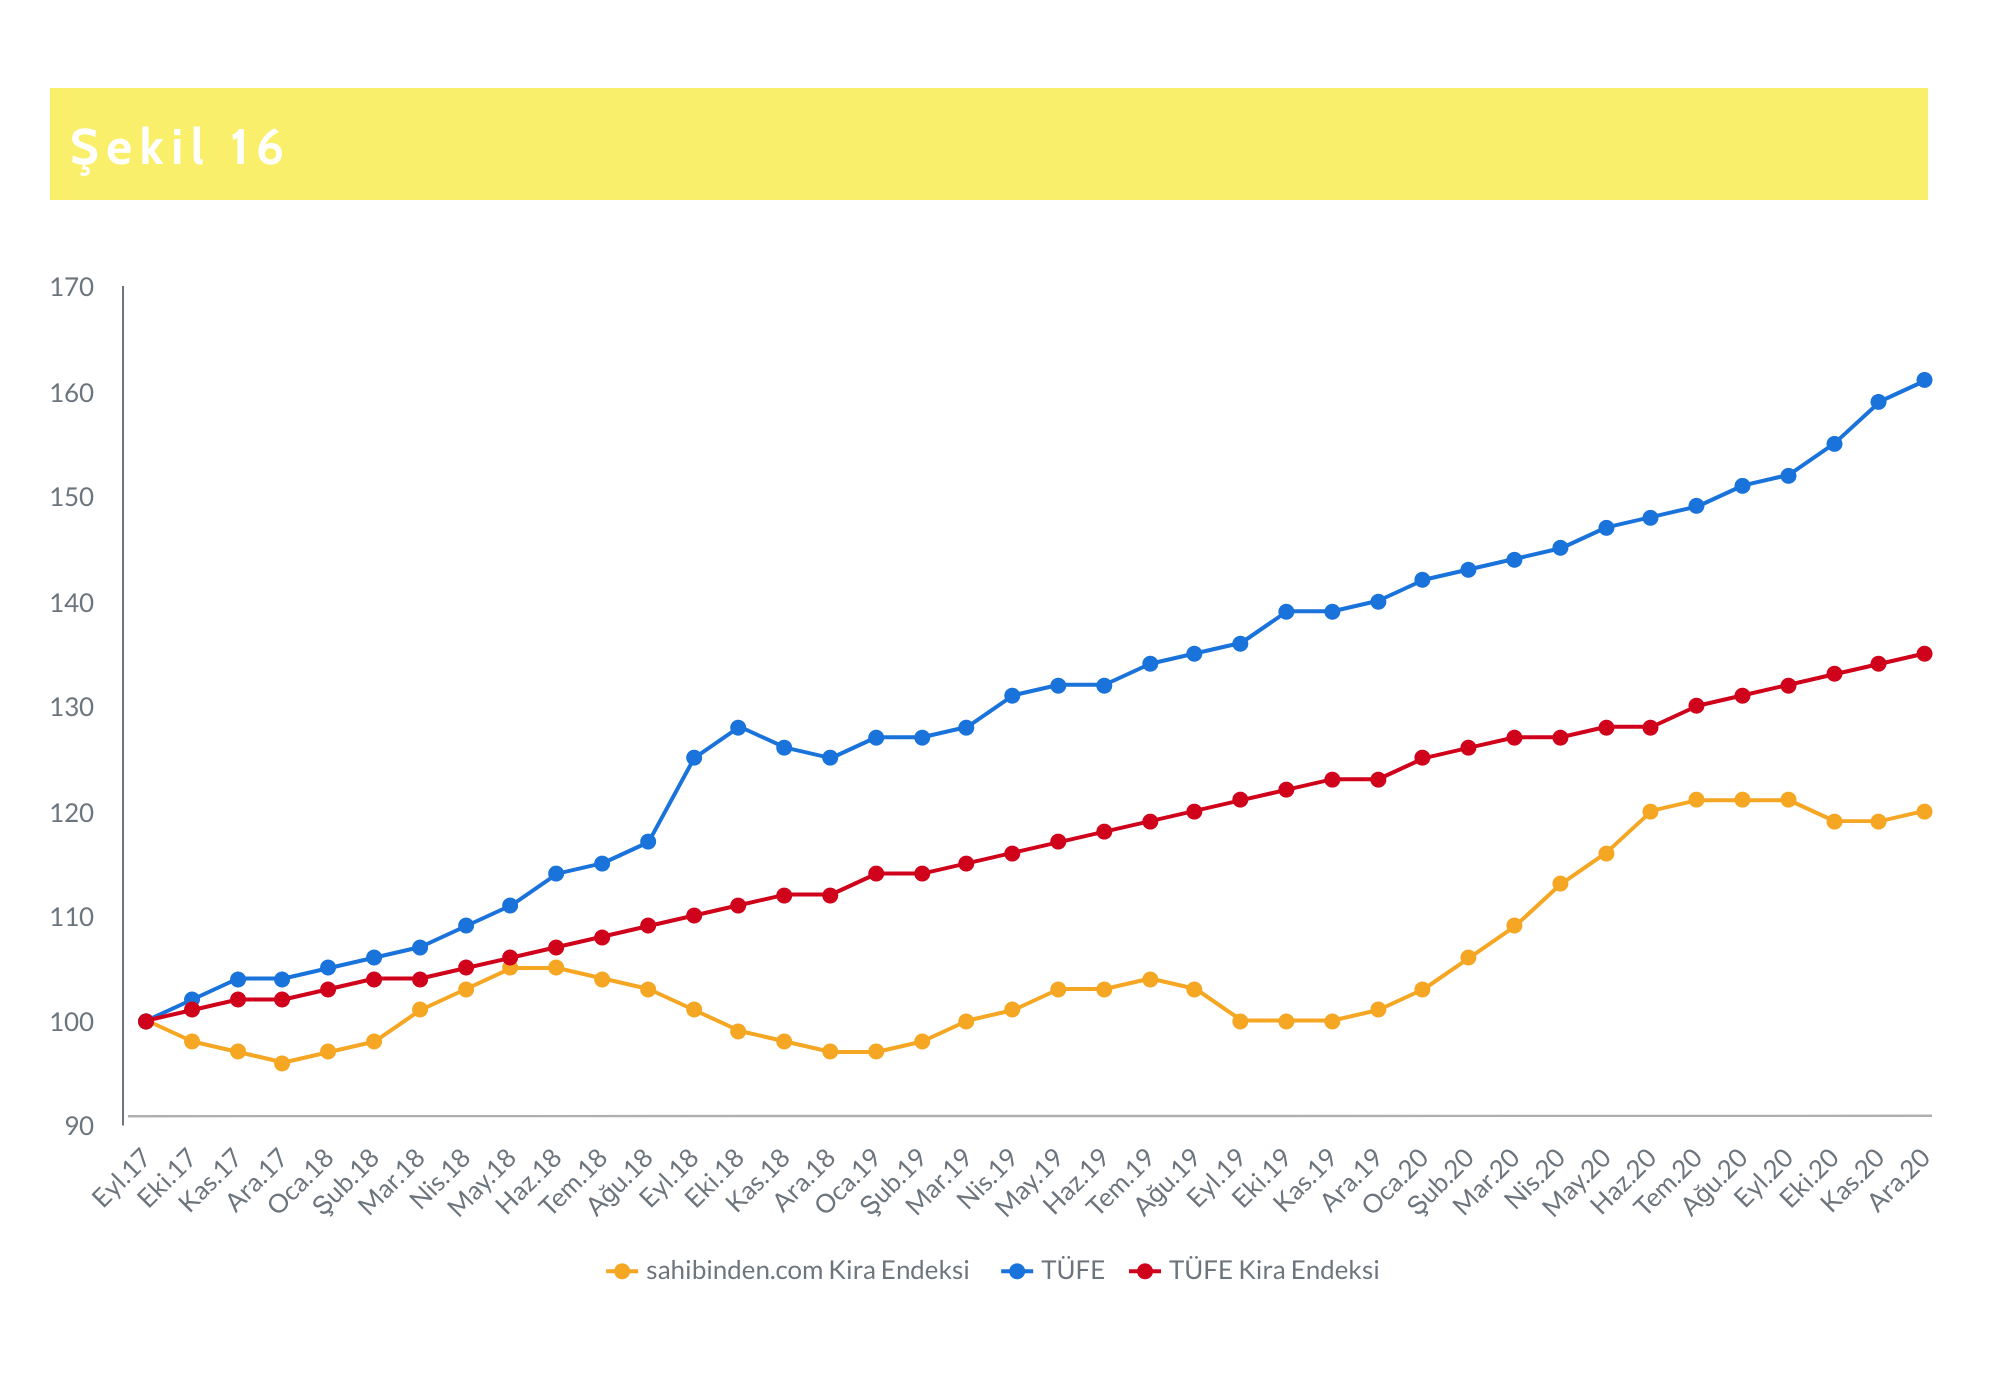 Şekil 16
170
160
150
140
130
120
110
100
90
Eyl.17
Eki.17
Kas.17
Ara.17
Oca.18
Şub.18
Mar.18
Nis.18
May.18
Haz.18
Tem.18
Ağu.18
Eyl.18
Eki.18
Kas.18
Ara.18
Oca.19
Şub.19
Mar.19
Nis.19
May.19
Haz.19
Tem.19
Ağu.19
Eyl.19
Eki.19
Kas.19
Ara.19
Oca.20
Şub.20
Mar.20
Nis.20
May.20
Haz.20
Tem.20
Ağu.20
Eyl.20
Eki.20
Kas.20
Ara.20
sahibinden.com Kira Endeksi TÜFE TÜFE Kira Endeksi